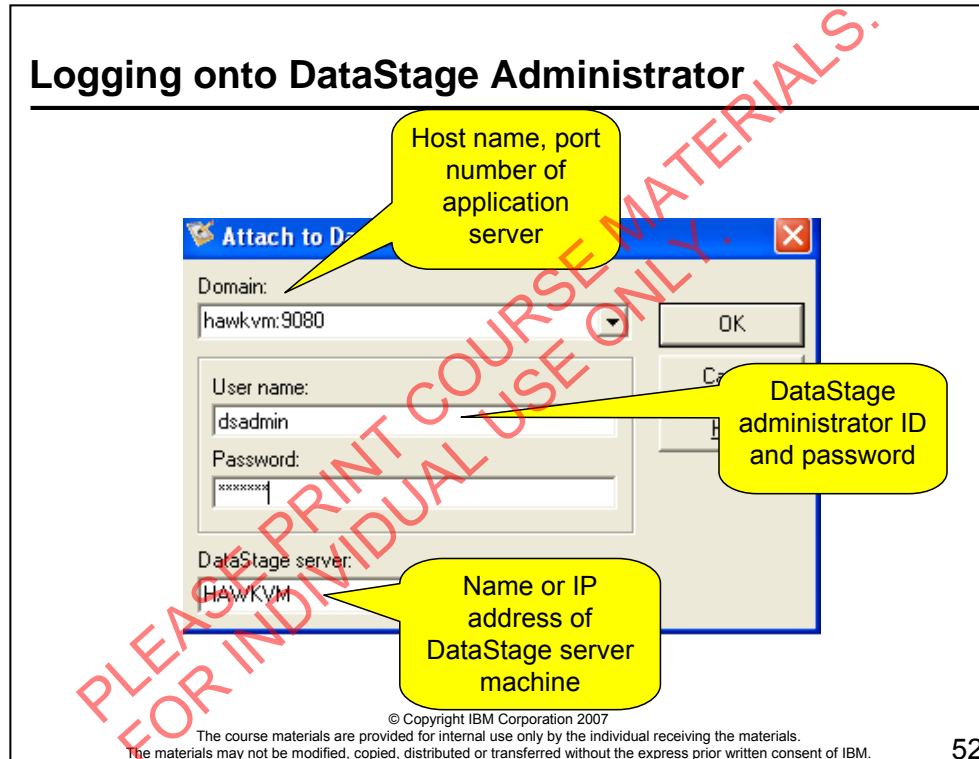 Logging onto DataStage Administrator
Host name, port
number of
application
server
Attach to D
Domain:
hawkvm:9080
OK
User name:
dsadmin
DataStage
administrator ID
and password
Password:
*******
DataStage server:
HAWKVM
Name or IP
address of
DataStage server
machine
PLEASE PRINT COURSE MATERIALS.
FOR INDIVIDUAL USE ONLY .
© Copyright IBM Corporation 2007
The course materials are provided for internal use only by the individual receiving the materials.
The materials may not be modified, copied, distributed or transferred without the express prior written consent of IBM.
52